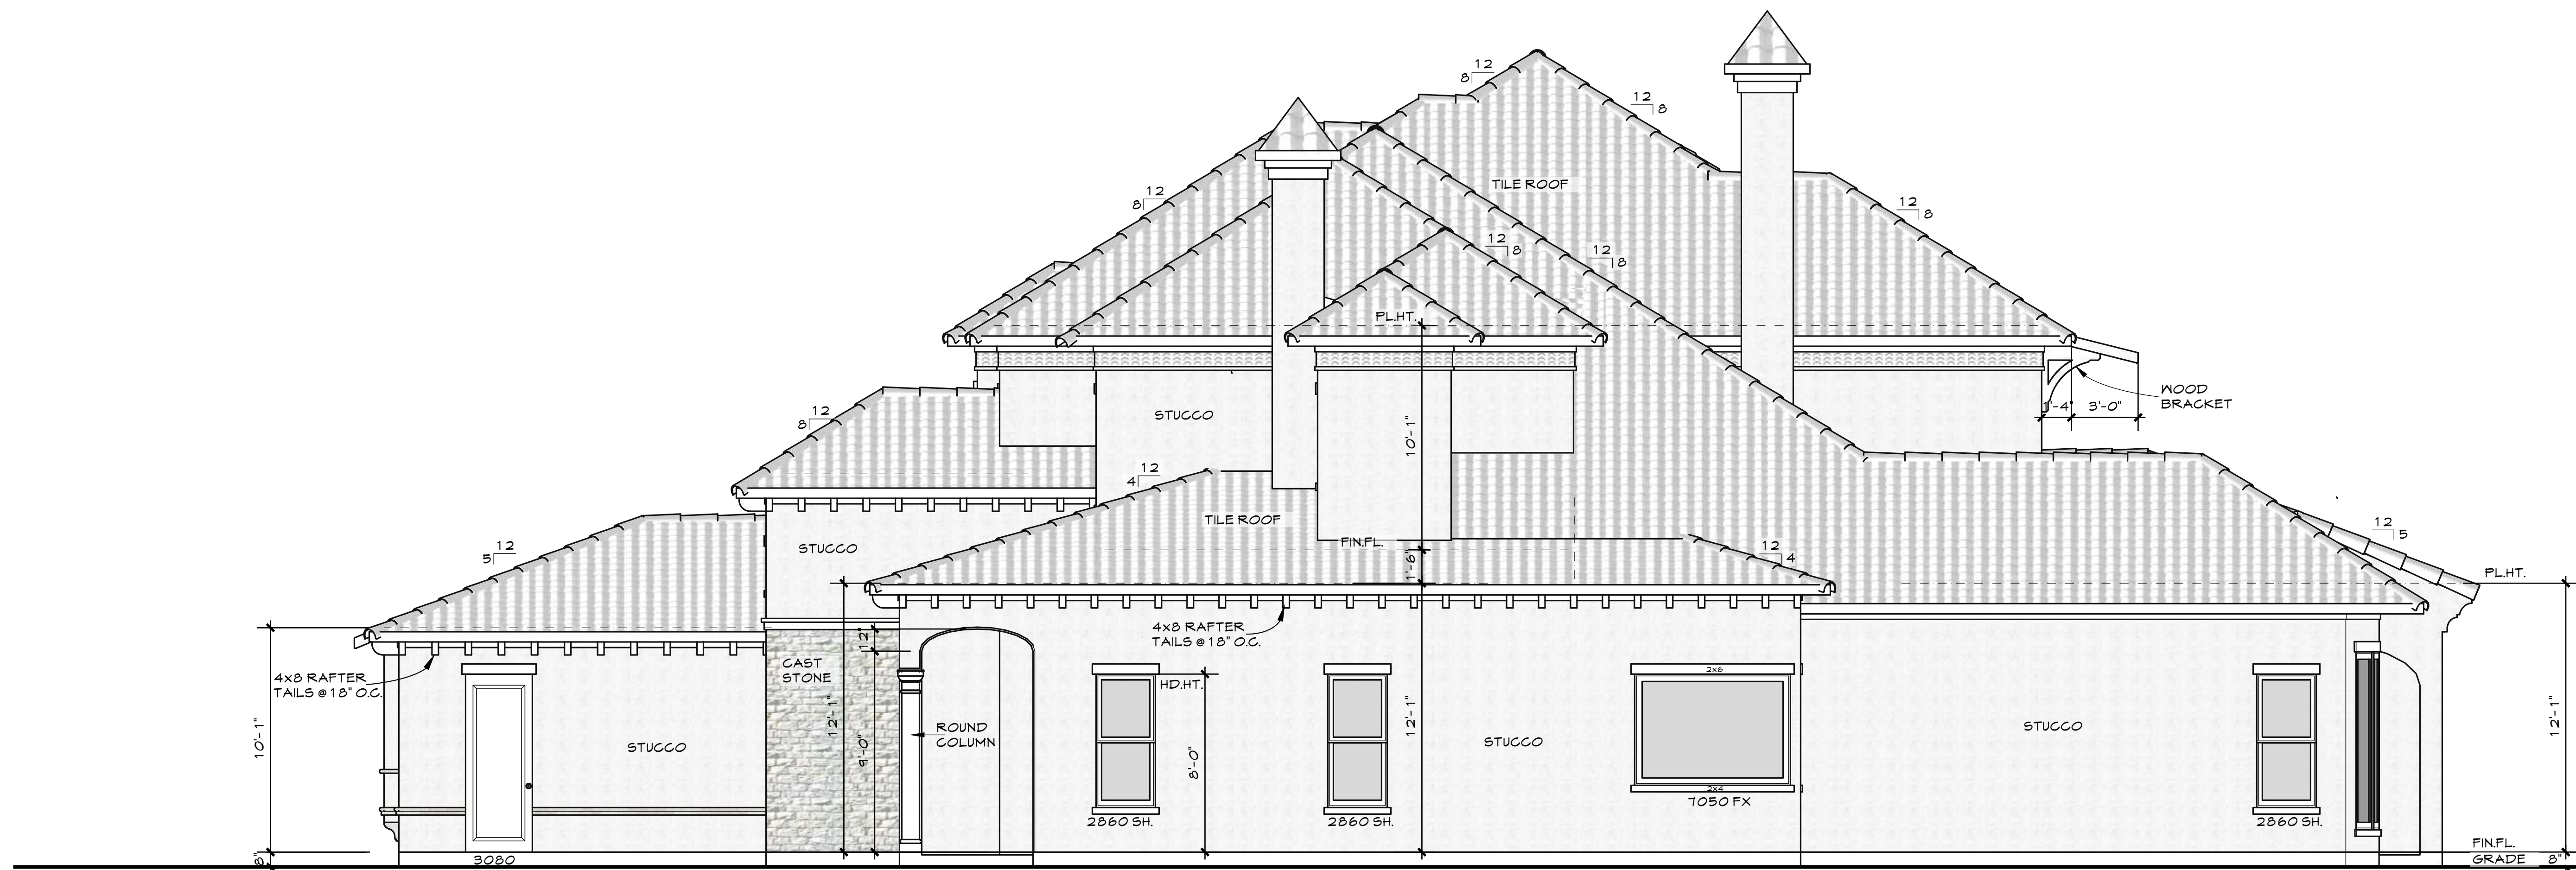 12
8
12
8
TILE ROOF
12
8
12
8
12
8
12
8
PL.HT.
WOOD
BRACKET
1'-4"
3'-0"
12
8
STUCCO
10'-1"
12
4
TILE ROOF
12
5
STUCCO
FIN.FL.
1'-6"
12
4
12
5
PL.HT.
4x8 RAFTER
TAILS @ 18" O.C.
12"
4x8 RAFTER
TAILS @ 18" O.C.
CAST
STONE
HD.HT.
2x6
10'-1"
12'-1"
9'-0"
ROUND
COLUMN
8'-0"
12'-1"
STUCCO
STUCCO
STUCCO
12'-1"
2x4
7050 FX
2860 SH.
2860 SH.
2860 SH.
FIN.FL.
GRADE
8"
8"
3080